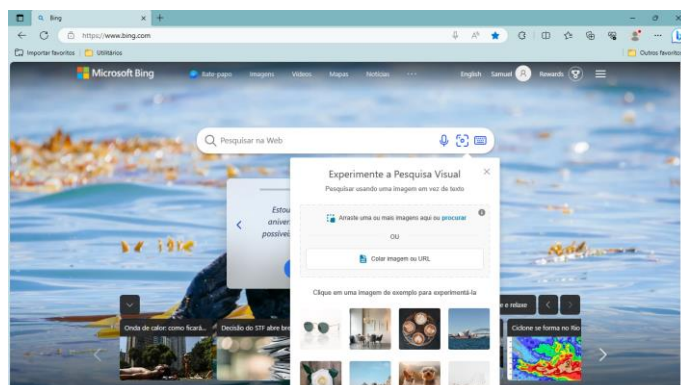 Bing
https://www.bing.com
Importar favoritos Utilitários Outros favoritos
Microsoft Bing Bate-papo Imagens Vídeos Mapas Notícias ··· English Samuel Rewards
Pesquisar na Web
Experimente a Pesquisa Visual
Pesquisar usando uma imagem em vez de texto
Arraste uma ou mais imagens aqui ou procurar
OU
Colar imagem ou URL
Clique em uma imagem de exemplo para experimentá-la
Estou
aniver
possívei
e relaxe
Onda de calor: como ficará... Decisão do STF abre bre Ciclone se forma no Rio